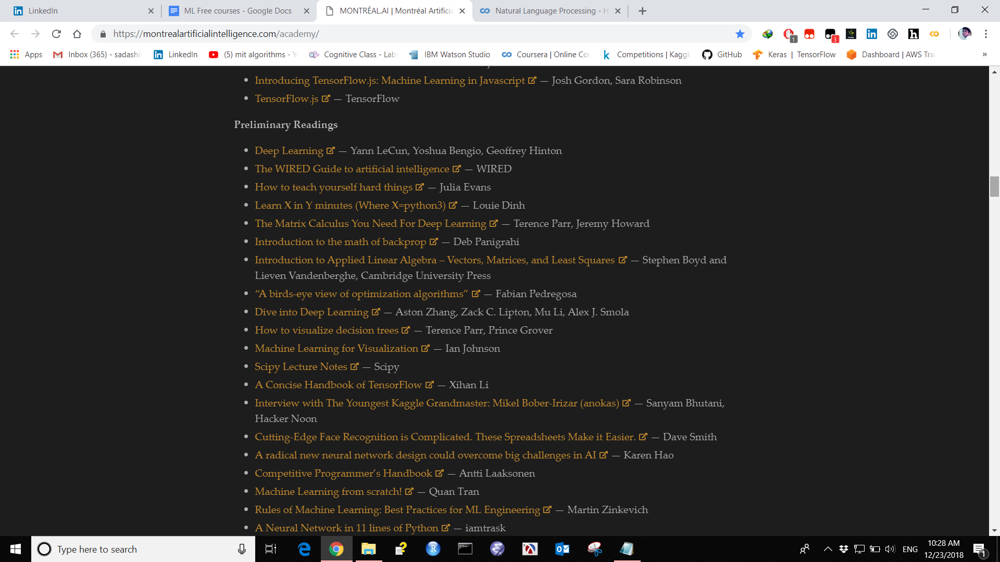 LinkedIn
ML Free courses - Google Docs
MONTRÉAL.AI | Montréal Artificia
Natural Language Processing - H
https://montrealartificialintelligence.com/academy/
1
3
Apps
Inbox (365) - sadashi
LinkedIn
(5) mit algorithms - Y
Cognitive Class - Lab
IBM Watson Studio
Coursera | Online Co
Competitions | Kaggl
GitHub
Keras | TensorFlow
Dashboard | AWS Tra
»
• Introducing TensorFlow.js: Machine Learning in Javascript — Josh Gordon, Sara Robinson
• TensorFlow.js — TensorFlow
Preliminary Readings
• Deep Learning — Yann LeCun, Yoshua Bengio, Geoffrey Hinton
• The WIRED Guide to artificial intelligence — WIRED
• How to teach yourself hard things — Julia Evans
• Learn X in Y minutes (Where X=python3) — Louie Dinh
• The Matrix Calculus You Need For Deep Learning — Terence Parr, Jeremy Howard
• Introduction to the math of backprop — Deb Panigrahi
• Introduction to Applied Linear Algebra – Vectors, Matrices, and Least Squares — Stephen Boyd and
Lieven Vandenberghe, Cambridge University Press
• “A birds-eye view of optimization algorithms” — Fabian Pedregosa
• Dive into Deep Learning — Aston Zhang, Zack C. Lipton, Mu Li, Alex J. Smola
• How to visualize decision trees — Terence Parr, Prince Grover
• Machine Learning for Visualization — Ian Johnson
• Scipy Lecture Notes — Scipy
• A Concise Handbook of TensorFlow — Xihan Li
• Interview with The Youngest Kaggle Grandmaster: Mikel Bober-Irizar (anokas) — Sanyam Bhutani,
Hacker Noon
• Cutting-Edge Face Recognition is Complicated. These Spreadsheets Make it Easier. — Dave Smith
• A radical new neural network design could overcome big challenges in AI — Karen Hao
• Competitive Programmer’s Handbook — Antti Laaksonen
• Machine Learning from scratch! — Quan Tran
• Rules of Machine Learning: Best Practices for ML Engineering — Martin Zinkevich
• A Neural Network in 11 lines of Python — iamtrask
Type here to search
ENG
10:28 AM
12/23/2018
1